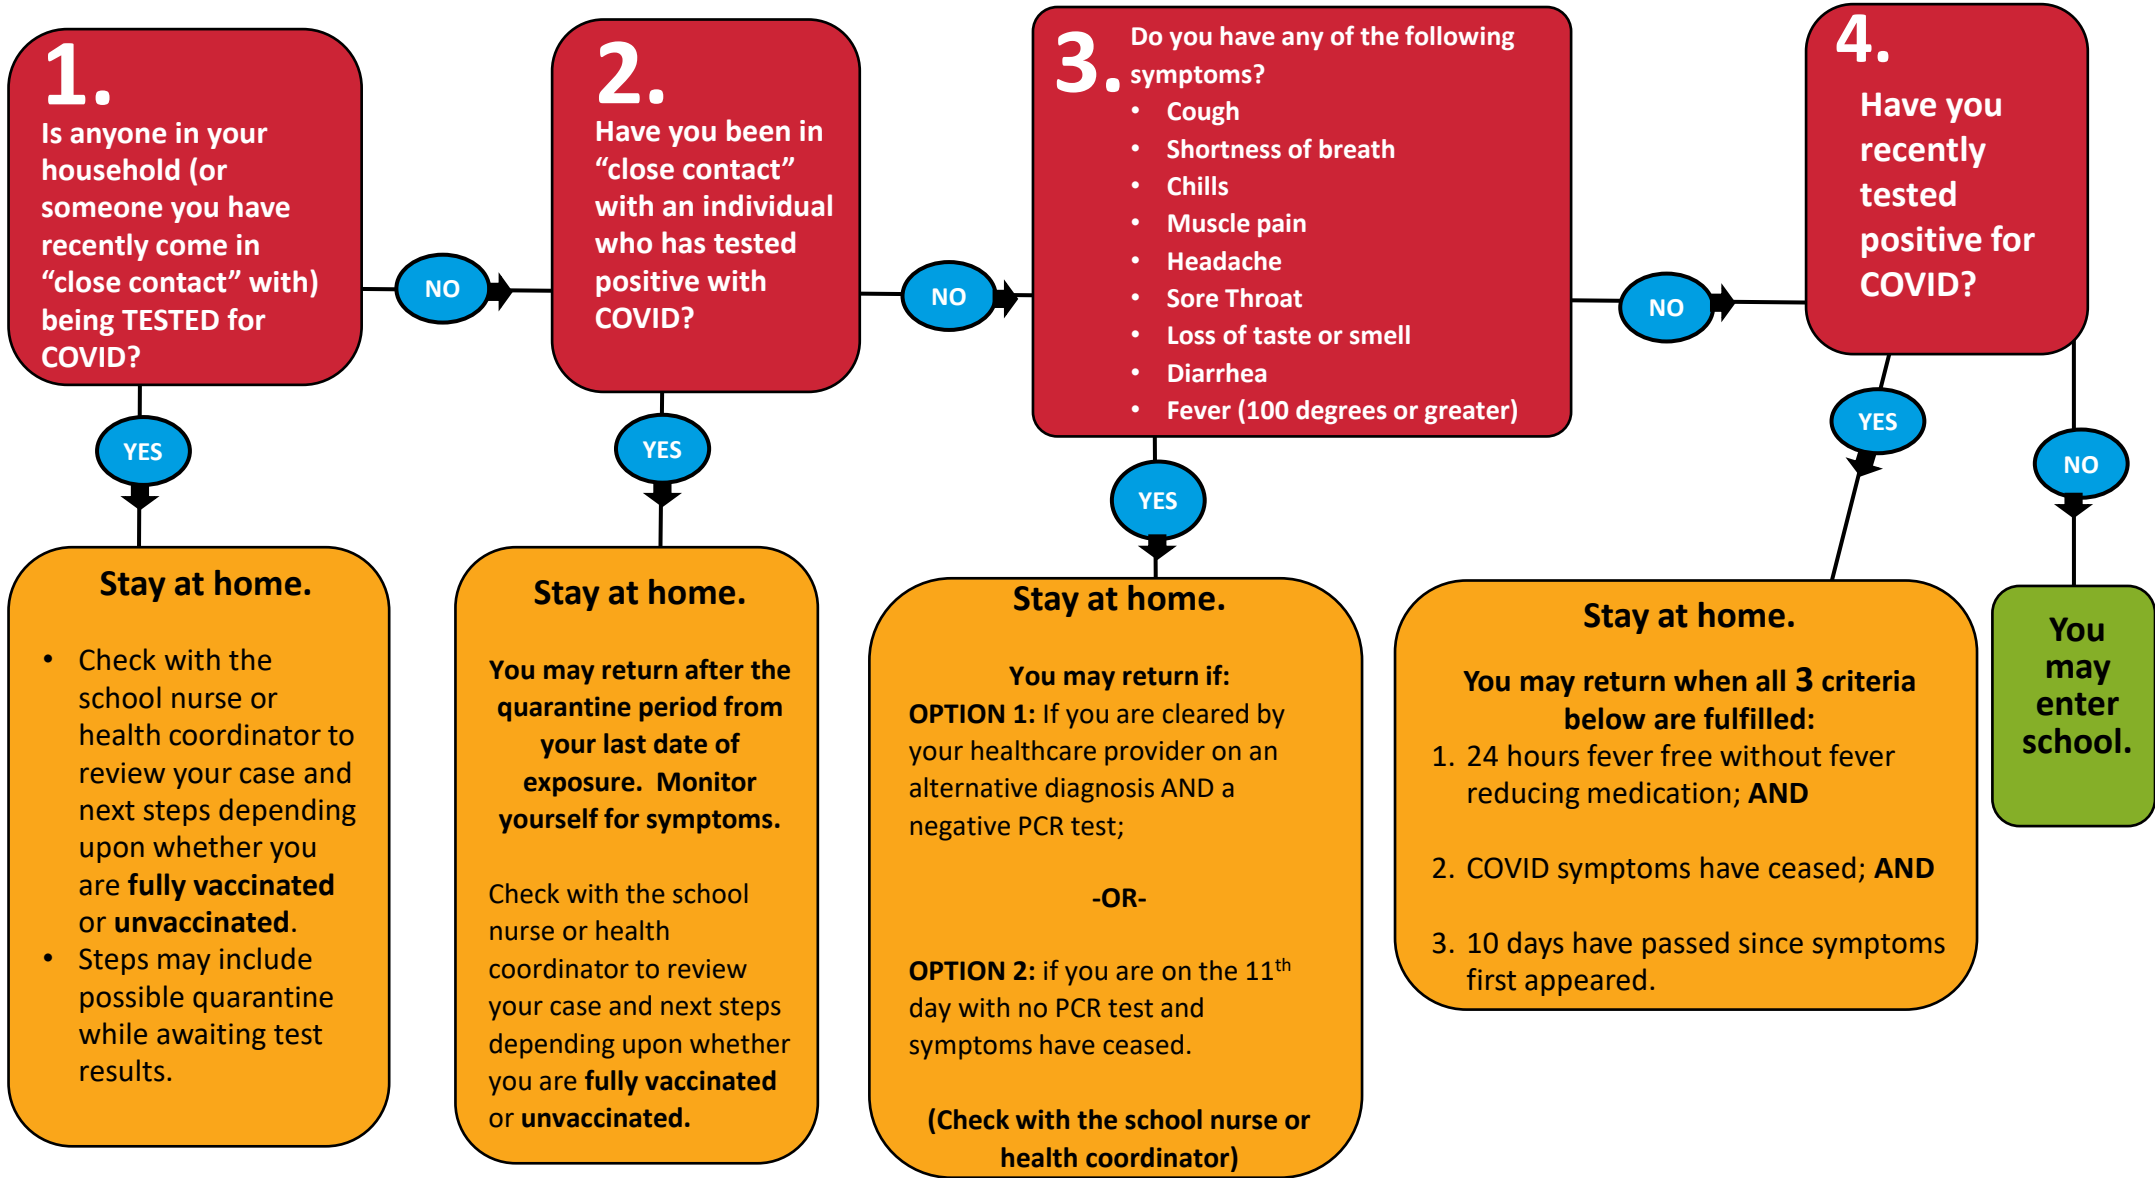 1.
Is anyone in your
household (or
someone you have
recently come in
“close contact” with)
being TESTED for
COVID?
NO
YES
Stay at home.
• Check with the
school nurse or
health coordinator to
review your case and
next steps depending
upon whether you
are fully vaccinated
or unvaccinated.
• Steps may include
possible quarantine
while awaiting test
results.
2.
Have you been in
“close contact”
with an individual
who has tested
positive with
COVID?
NO
YES
Stay at home.
You may return after the
quarantine period from
your last date of
exposure.  Monitor
yourself for symptoms.
Check with the school
nurse or health
coordinator to review
your case and next steps
depending upon whether
you are fully vaccinated
or unvaccinated.
3.
Do you have any of the following
symptoms?
• Cough
• Shortness of breath
• Chills
• Muscle pain
• Headache
• Sore Throat
• Loss of taste or smell
• Diarrhea
• Fever (100 degrees or greater)
NO
YES
Stay at home.
You may return if:
OPTION 1: If you are cleared by
your healthcare provider on an
alternative diagnosis AND a
negative PCR test;
-OR-
OPTION 2: if you are on the 11th
day with no PCR test and
symptoms have ceased.
(Check with the school nurse or
health coordinator)
4.
Have you
recently
tested
positive for
COVID?
YES
Stay at home.
You may return when all 3 criteria
below are fulfilled:
1. 24 hours fever free without fever
reducing medication; AND
2. COVID symptoms have ceased; AND
3. 10 days have passed since symptoms
first appeared.
NO
You
may
enter
school.